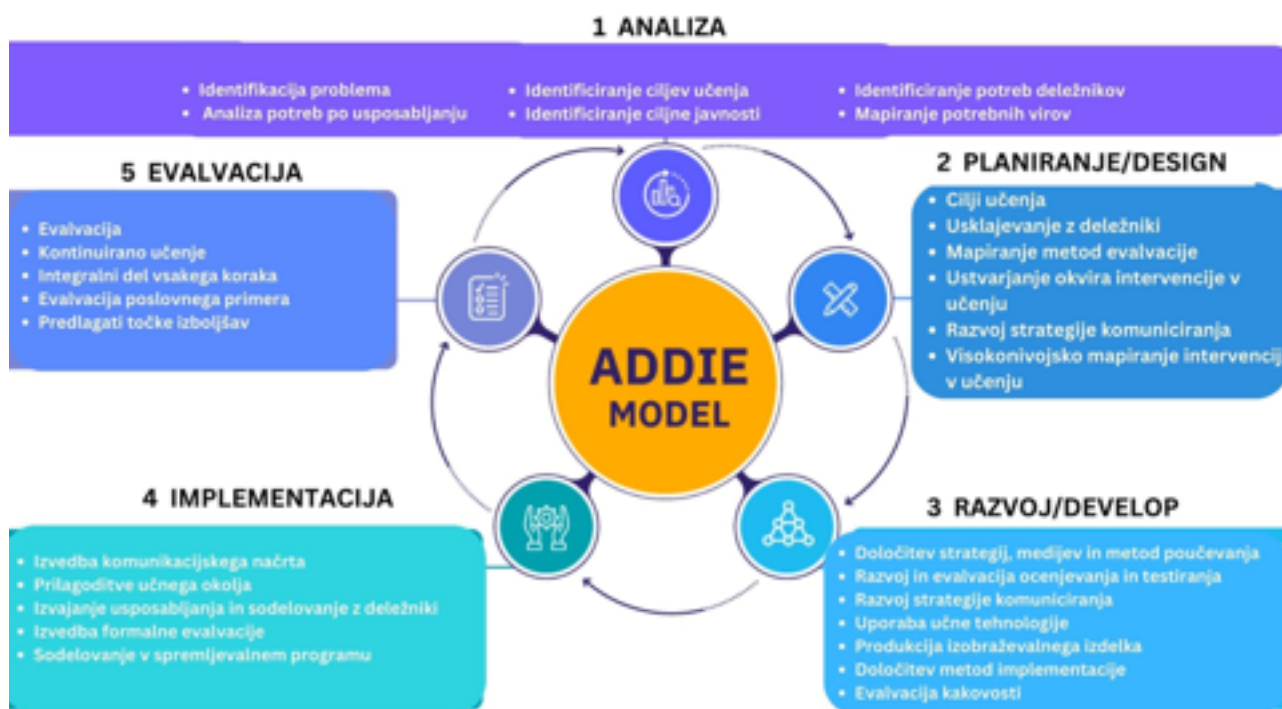 1 ANALIZA
• Identifikacija problema
• Analiza potreb po usposabljanju
• Identificiranje ciljev učenja
• Identificiranje ciljne javnosti
• Identificiranje potreb deležnikov
• Mapiranje potrebnih virov
2 PLANIRANJE/DESIGN
• Cilji učenja
• Usklajevanje z deležniki
• Mapiranje metod evalvacije
• Ustvarjanje okvira intervencije v
učenju
• Razvoj strategije komuniciranja
• Visokonivojsko mapiranje intervencij
v učenju
5 EVALVACIJA
• Evalvacija
• Kontinuirano učenje
• Integralni del vsakega koraka
• Evalvacija poslovnega primera
• Predlagati točke izboljšav
ADDIE
MODEL
4 IMPLEMENTACIJA
• Izvedba komunikacijskega načrta
• Prilagoditve učnega okolja
• Izvajanje usposabljanja in sodelovanje z deležniki
• Izvedba formalne evalvacije
• Sodelovanje v spremljevalnem programu
3 RAZVOJ/DEVELOP
• Določitev strategij, medijev in metod poučevanja
• Razvoj in evalvacija ocenjevanja in testiranja
• Razvoj strategije komuniciranja
• Uporaba učne tehnologije
• Produkcija izobraževalnega izdelka
• Določitev metod implementacije
• Evalvacija kakovosti